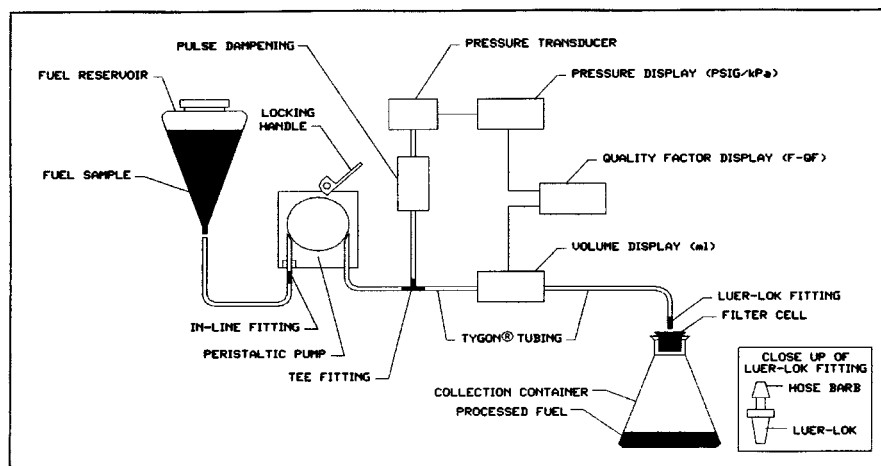 PULSE DAMPENING
PRESSURE TRANSDUCER
FUEL RESERVOIR
PRESSURE DISPLAY (PSIG/kPa)
LOCKING
HANDLE
QUALITY FACTOR DISPLAY (F-QF)
FUEL SAMPLE
VOLUME DISPLAY (ml)
LUER-LOK FITTING
FILTER CELL
IN-LINE FITTING
TYGON® TUBING
PERISTALTIC PUMP
TEE FITTING
CLOSE UP OF
LUER-LOK FITTING
HOSE BARB
LUER-LOK
COLLECTION CONTAINER
PROCESSED FUEL